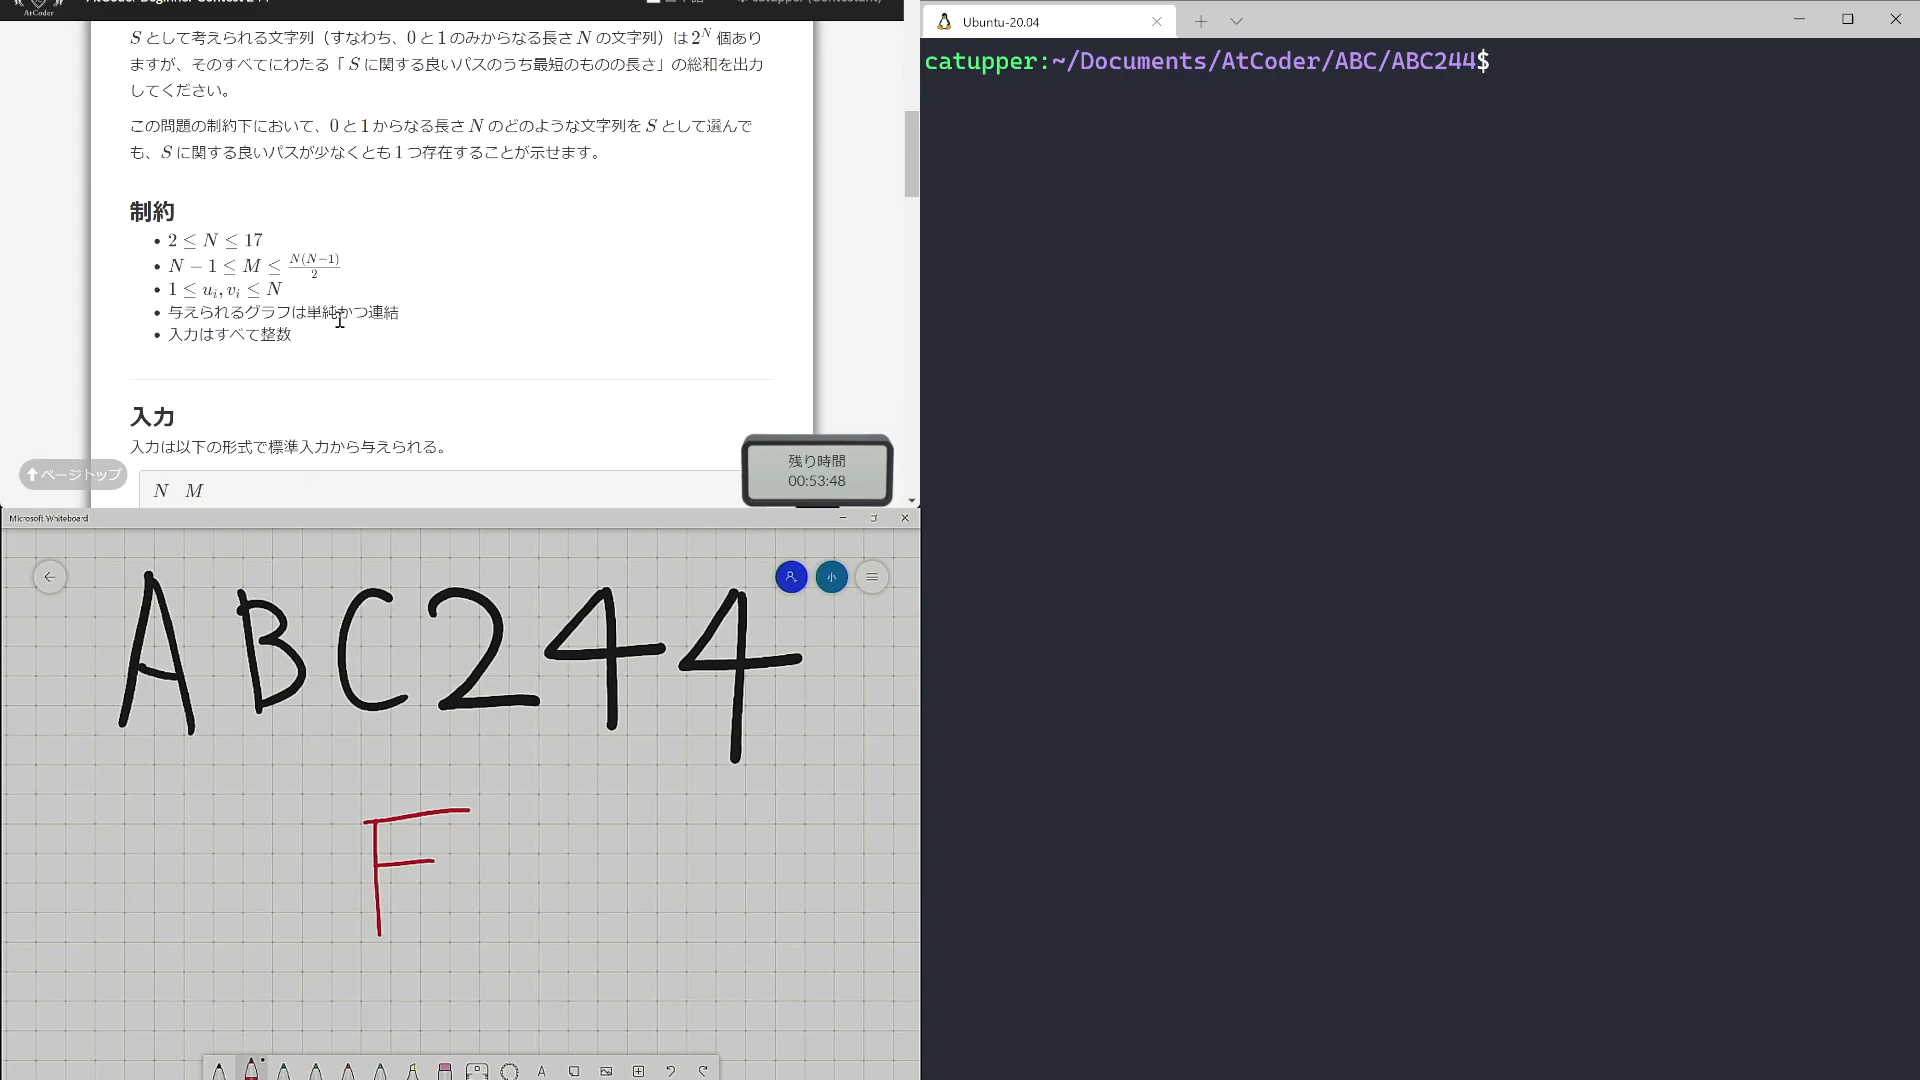 AtCoder
S として考えられる文字列（すなわち、0 と 1 のみからなる長さ N の文字列）は 2^N 個あり
ますが、そのすべてにわたる「 S に関する良いパスのうち最短のものの長さ」の総和を出力
してください。
この問題の制約下において、0 と 1 からなる長さ N のどのような文字列を S として選んで
も、S に関する良いパスが少なくとも 1 つ存在することが示せます。
制約
• 2 ≤ N ≤ 17
• N − 1 ≤ M ≤ N(N−1)/2
• 1 ≤ u_i, v_i ≤ N
• 与えられるグラフは単純かつ連結
• 入力はすべて整数
入力
入力は以下の形式で標準入力から与えられる。
ページトップ
N M
残り時間
00:53:48
Microsoft Whiteboard
小
ABC244
F
A
Ubuntu-20.04
catupper:~/Documents/AtCoder/ABC/ABC244$